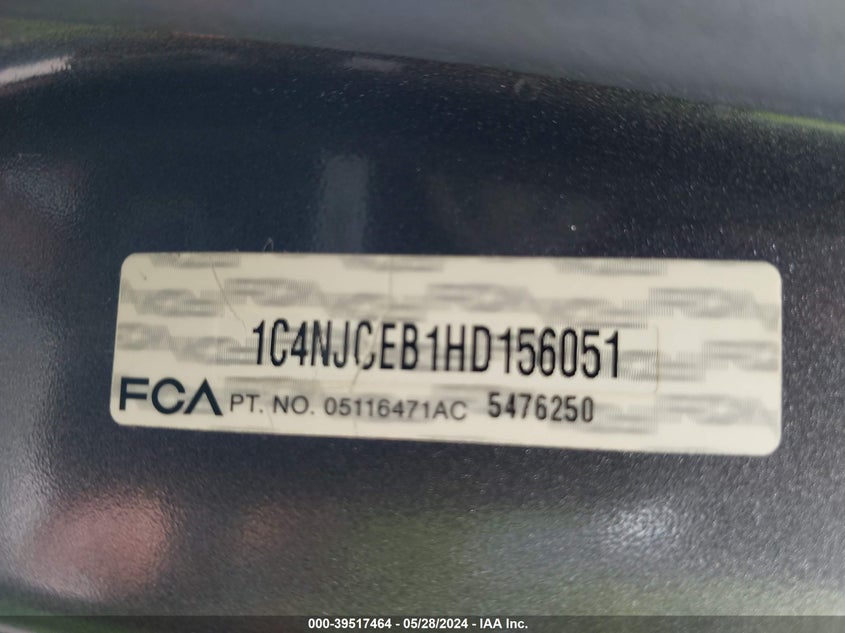 1C4NJCEB1HD156051
FCA PT. NO. 05116471AC 5476250
000-39517464 - 05/28/2024 - IAA Inc.